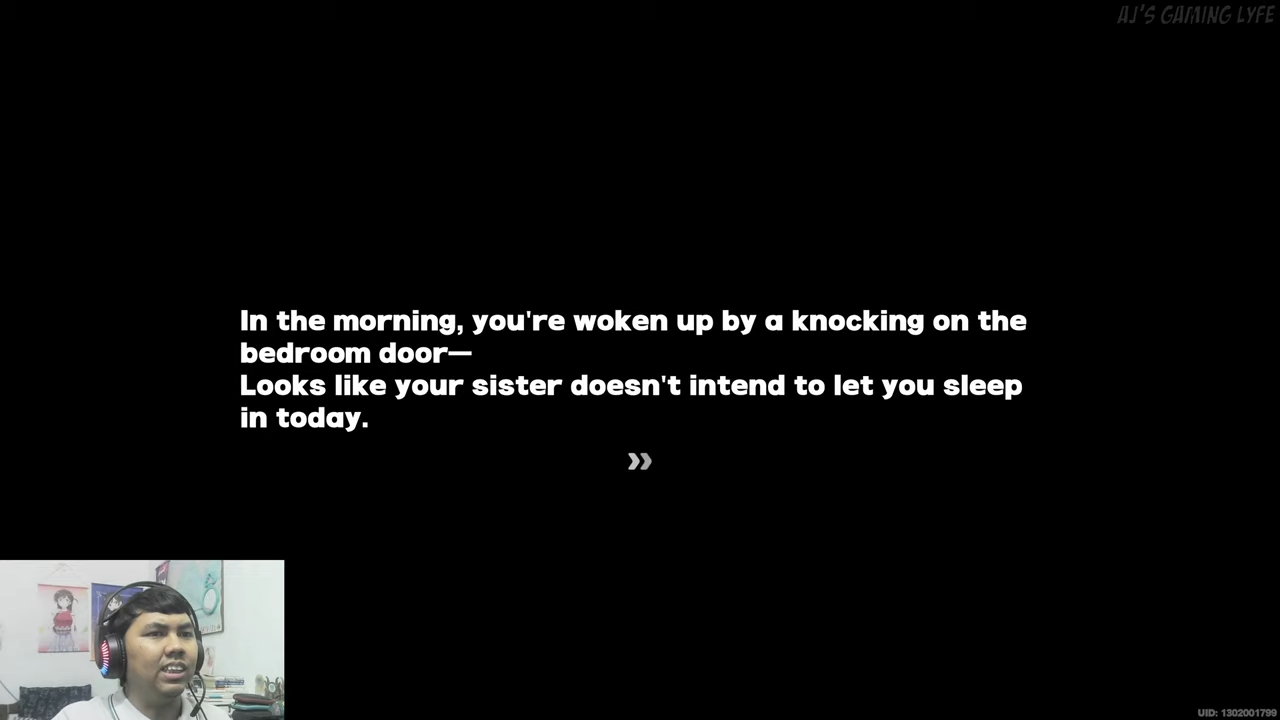 AJ'S GAMING LYFE
In the morning, you're woken up by a knocking on the
bedroom door—
Looks like your sister doesn't intend to let you sleep
in today.
UID: 1302001799